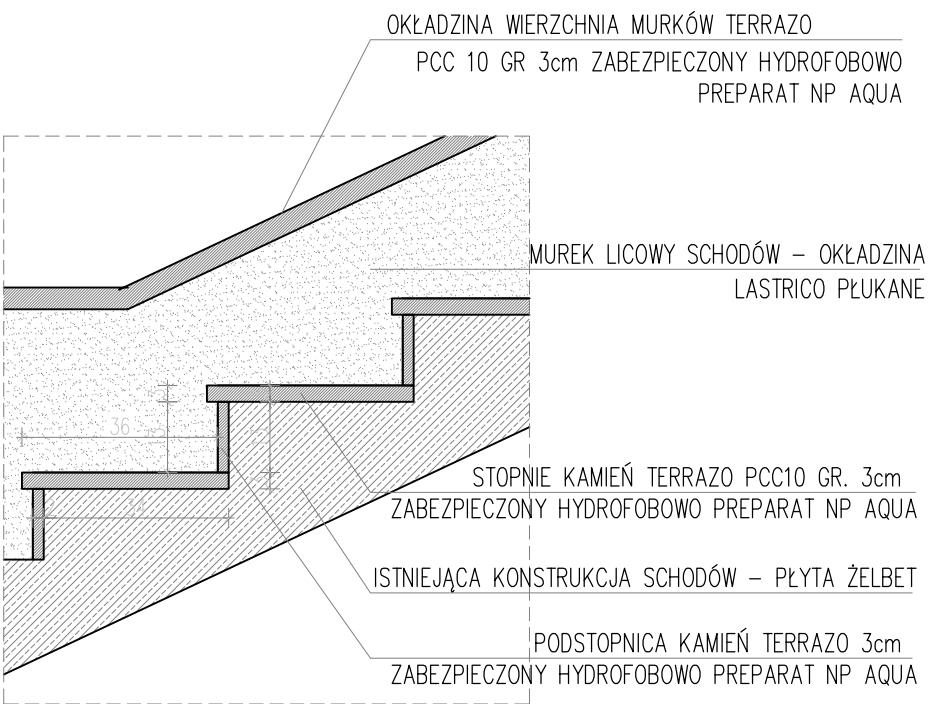 OKŁADZINA WIERZCHNIA MURKÓW TERRAZO
PCC 10 GR 3cm ZABEZPIECZONY HYDROFOBOWO
PREPARAT NP AQUA
MUREK LICOWY SCHODÓW – OKŁADZINA
LASTRICO PŁUKANE
36
34
STOPNIE KAMIEŃ TERRAZO PCC10 GR. 3cm
ZABEZPIECZONY HYDROFOBOWO PREPARAT NP AQUA
ISTNIEJĄCA KONSTRUKCJA SCHODÓW – PŁYTA ŻELBET
PODSTOPNICA KAMIEŃ TERRAZO 3cm
ZABEZPIECZONY HYDROFOBOWO PREPARAT NP AQUA